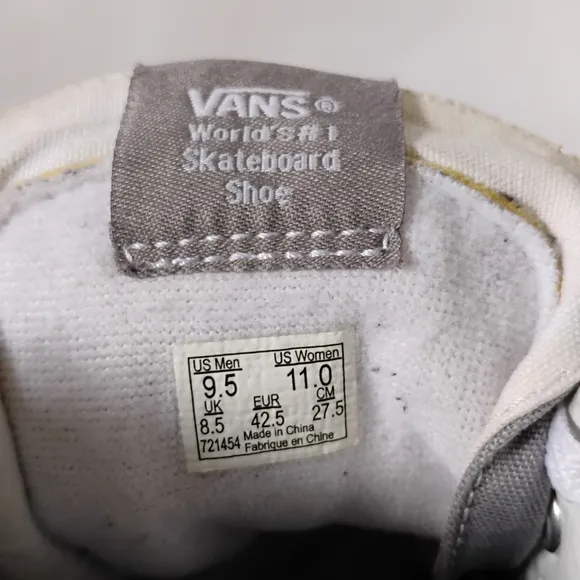 VANS®
World's #1
Skateboard
Shoe
US Men US Women
9.5 11.0
UK EUR CM
8.5 42.5 27.5
721454 Made in China
Fabrique en Chine